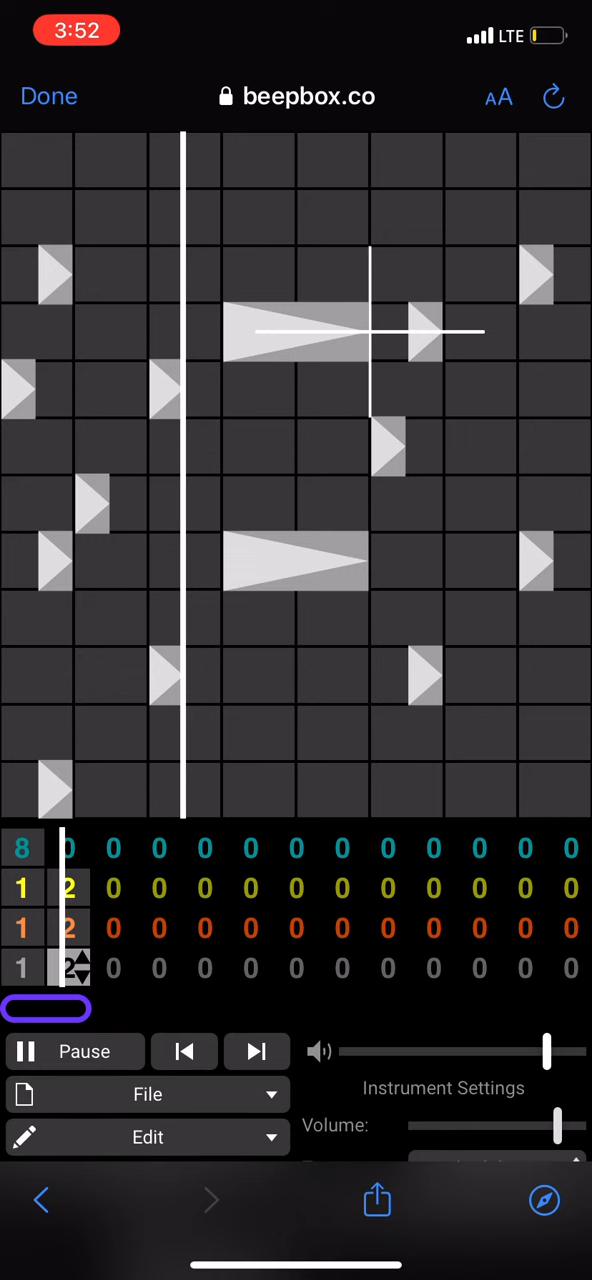 3:52 LTE
Done beepbox.co AA
8 0 0 0 0 0 0 0 0 0 0 0 0
1 2 0 0 0 0 0 0 0 0 0 0 0
1 2 0 0 0 0 0 0 0 0 0 0 0
1 2 0 0 0 0 0 0 0 0 0 0 0
Pause
Instrument Settings
File
Volume:
Edit